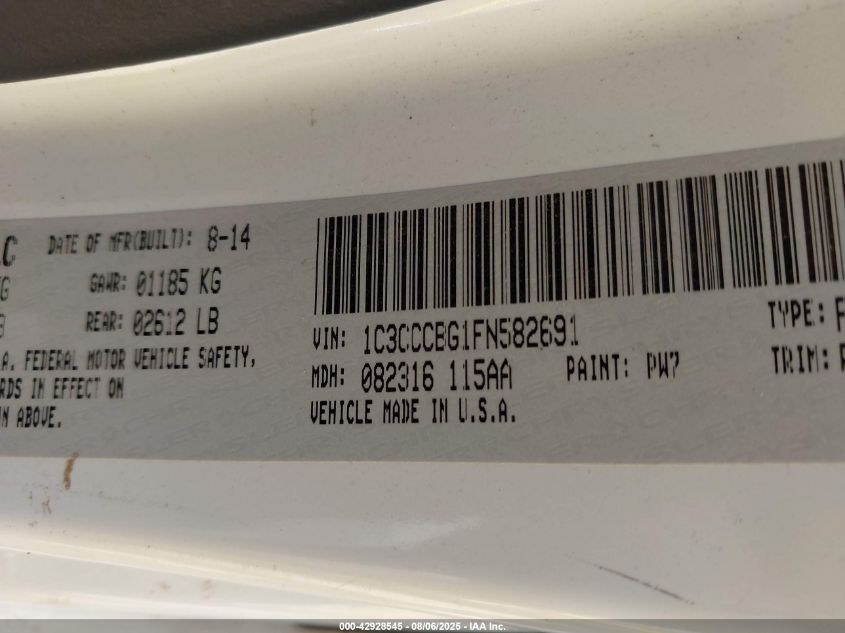 LC DATE OF MFR(BUILT): 8-14
KG GAWR: 01185 KG
B REAR: 02612 LB
.A. FEDERAL MOTOR VEHICLE SAFETY,
RDS IN EFFECT ON
N ABOVE.
VIN: 1C3CCCBG1FN582691 TYPE: P
MDH: 082316 115AA PAINT: PW7 TRIM:
VEHICLE MADE IN U.S.A.
000-42928545 - 08/06/2025 - IAA Inc.